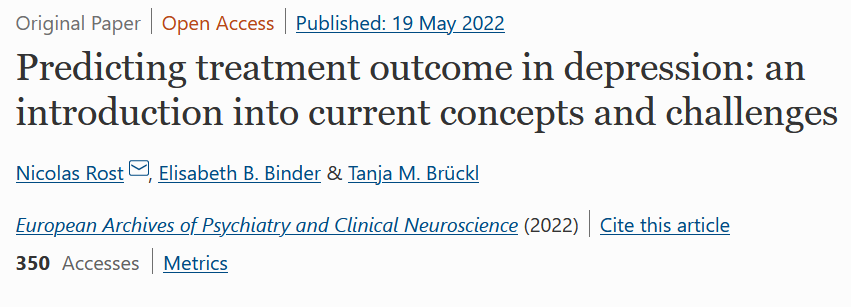 Original Paper | Open Access | Published: 19 May 2022
Predicting treatment outcome in depression: an
introduction into current concepts and challenges
Nicolas Rost, Elisabeth B. Binder & Tanja M. Brückl
European Archives of Psychiatry and Clinical Neuroscience (2022) | Cite this article
350 Accesses | Metrics